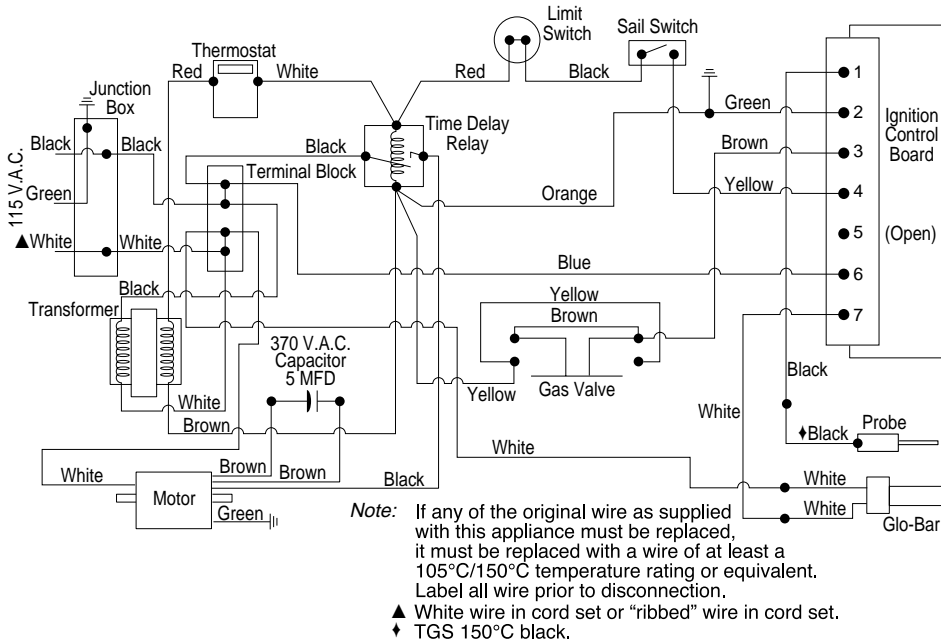 Limit
Switch
Sail Switch
Thermostat
Red
White
Red
Black
1
Junction
Box
Green
2
Ignition
Control
Board
Time Delay
Relay
Black
Black
Black
Brown
3
115 V.A.C.
Terminal Block
Green
Orange
Yellow
4
▲White
White
5
(Open)
Blue
6
Black
Yellow
Transformer
Brown
7
370 V.A.C.
Capacitor
5 MFD
Gas Valve
Black
White
Yellow
White
Brown
♦Black
Probe
White
White
Brown
Brown
White
Black
Motor
White
Green
Glo-Bar
Note: If any of the original wire as supplied
with this appliance must be replaced,
it must be replaced with a wire of at least a
105°C/150°C temperature rating or equivalent.
Label all wire prior to disconnection.
▲ White wire in cord set or “ribbed” wire in cord set.
♦ TGS 150°C black.